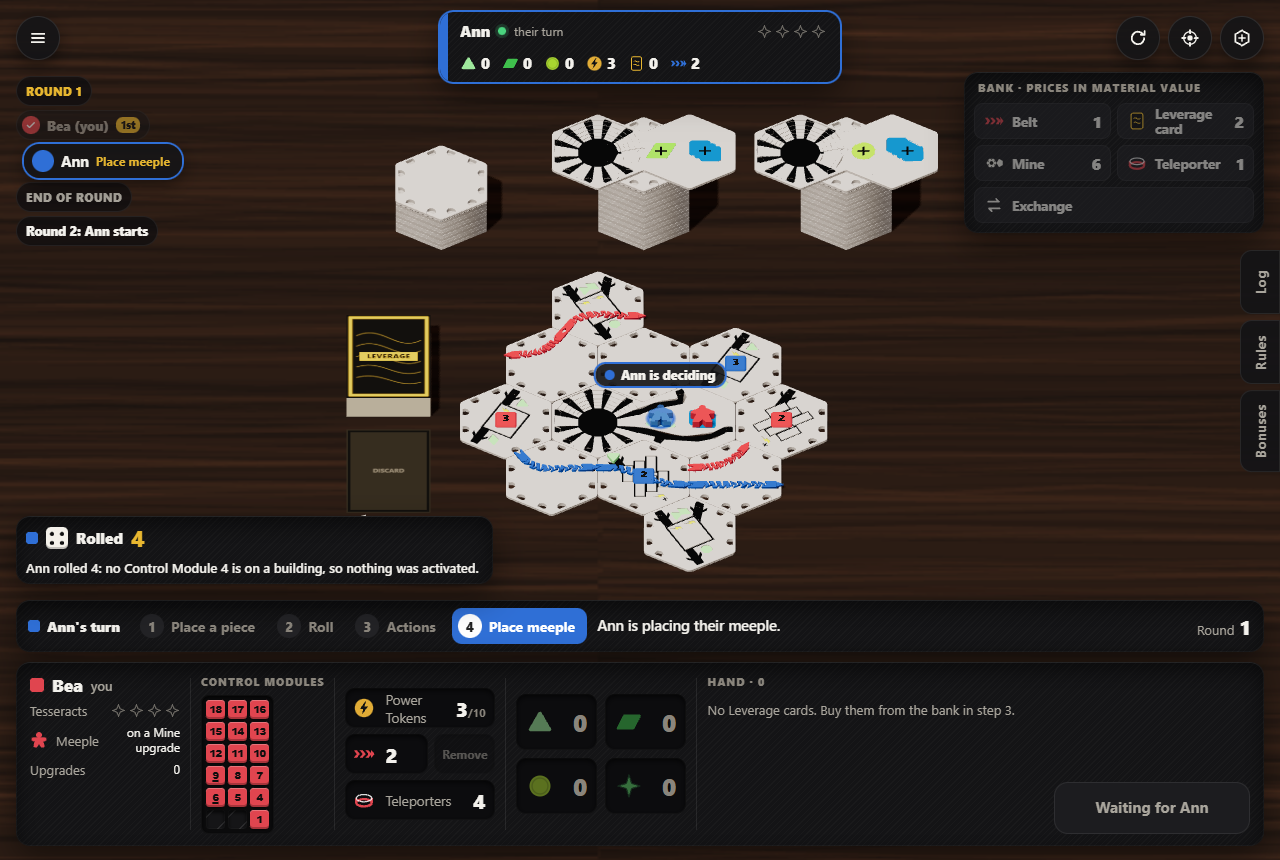 Ann their turn
0 0 0 3 0 2
ROUND 1
Bea (you) 1st
Ann Place meeple
END OF ROUND
Round 2: Ann starts
BANK · PRICES IN MATERIAL VALUE
Belt 1
Leverage card 2
Mine 6
Teleporter 1
Exchange
Log
Rules
Bonuses
LEVERAGE
DISCARD
Ann is deciding
3
3
2
2
Rolled 4
Ann rolled 4: no Control Module 4 is on a building, so nothing was activated.
Ann's turn
1 Place a piece
2 Roll
3 Actions
4 Place meeple
Ann is placing their meeple.
Round 1
Bea you
Tesseracts
Meeple on a Mine upgrade
Upgrades 0
CONTROL MODULES
18 17 16
15 14 13
12 11 10
9 8 7
6 5 4
1
Power Tokens 3/10
2 Remove
Teleporters 4
0 0
0 0
HAND · 0
No Leverage cards. Buy them from the bank in step 3.
Waiting for Ann